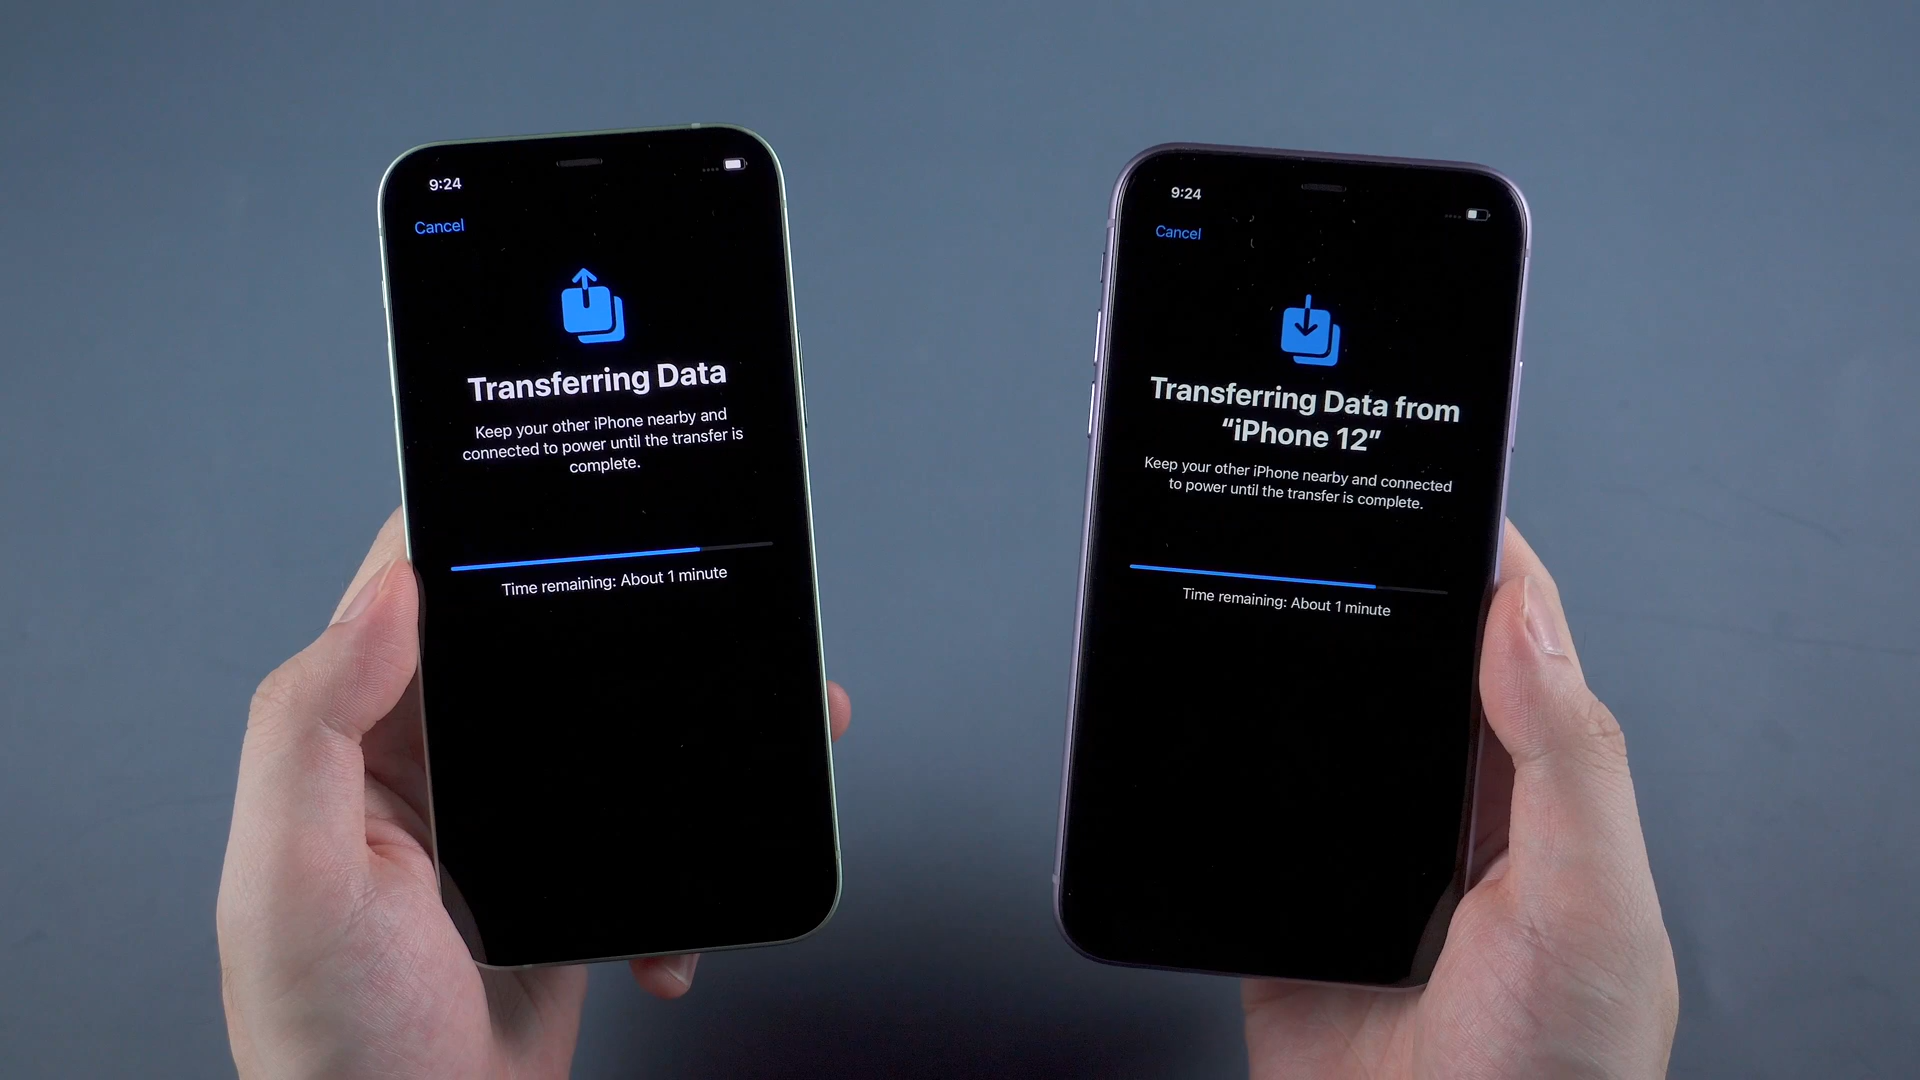 9:24
Cancel
Transferring Data
Keep your other iPhone nearby and
connected to power until the transfer is
complete.
Time remaining: About 1 minute
9:24
Cancel
Transferring Data from
“iPhone 12”
Keep your other iPhone nearby and connected
to power until the transfer is complete.
Time remaining: About 1 minute